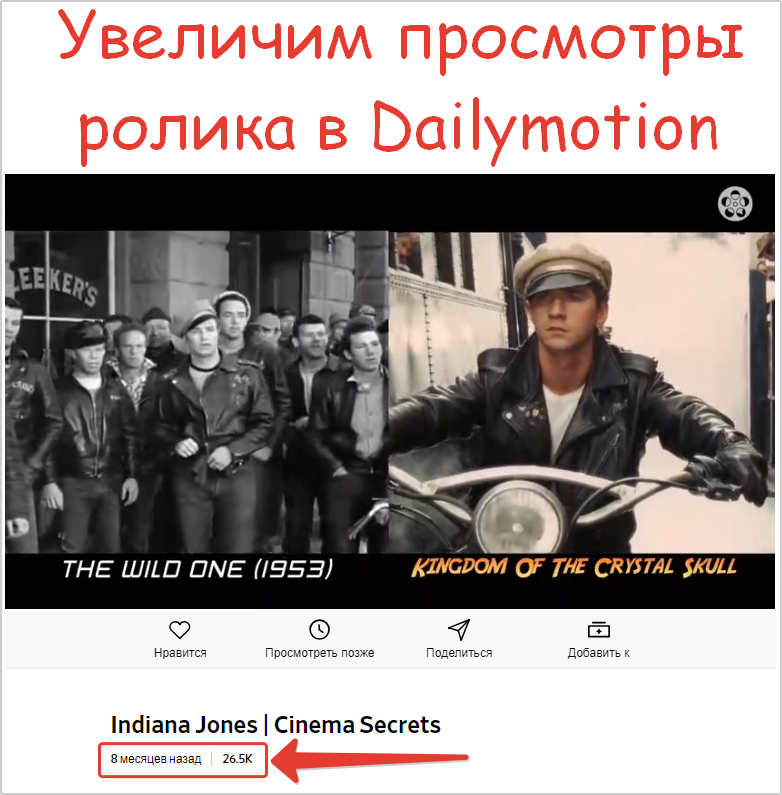 Увеличим просмотры
ролика в Dailymotion
LEEKER'S
THE WILD ONE (1953)
KINGDOM OF THE CRYSTAL SKULL
Нравится
Просмотреть позже
Поделиться
Добавить к
Indiana Jones | Cinema Secrets
8 месяцев назад | 26.5K